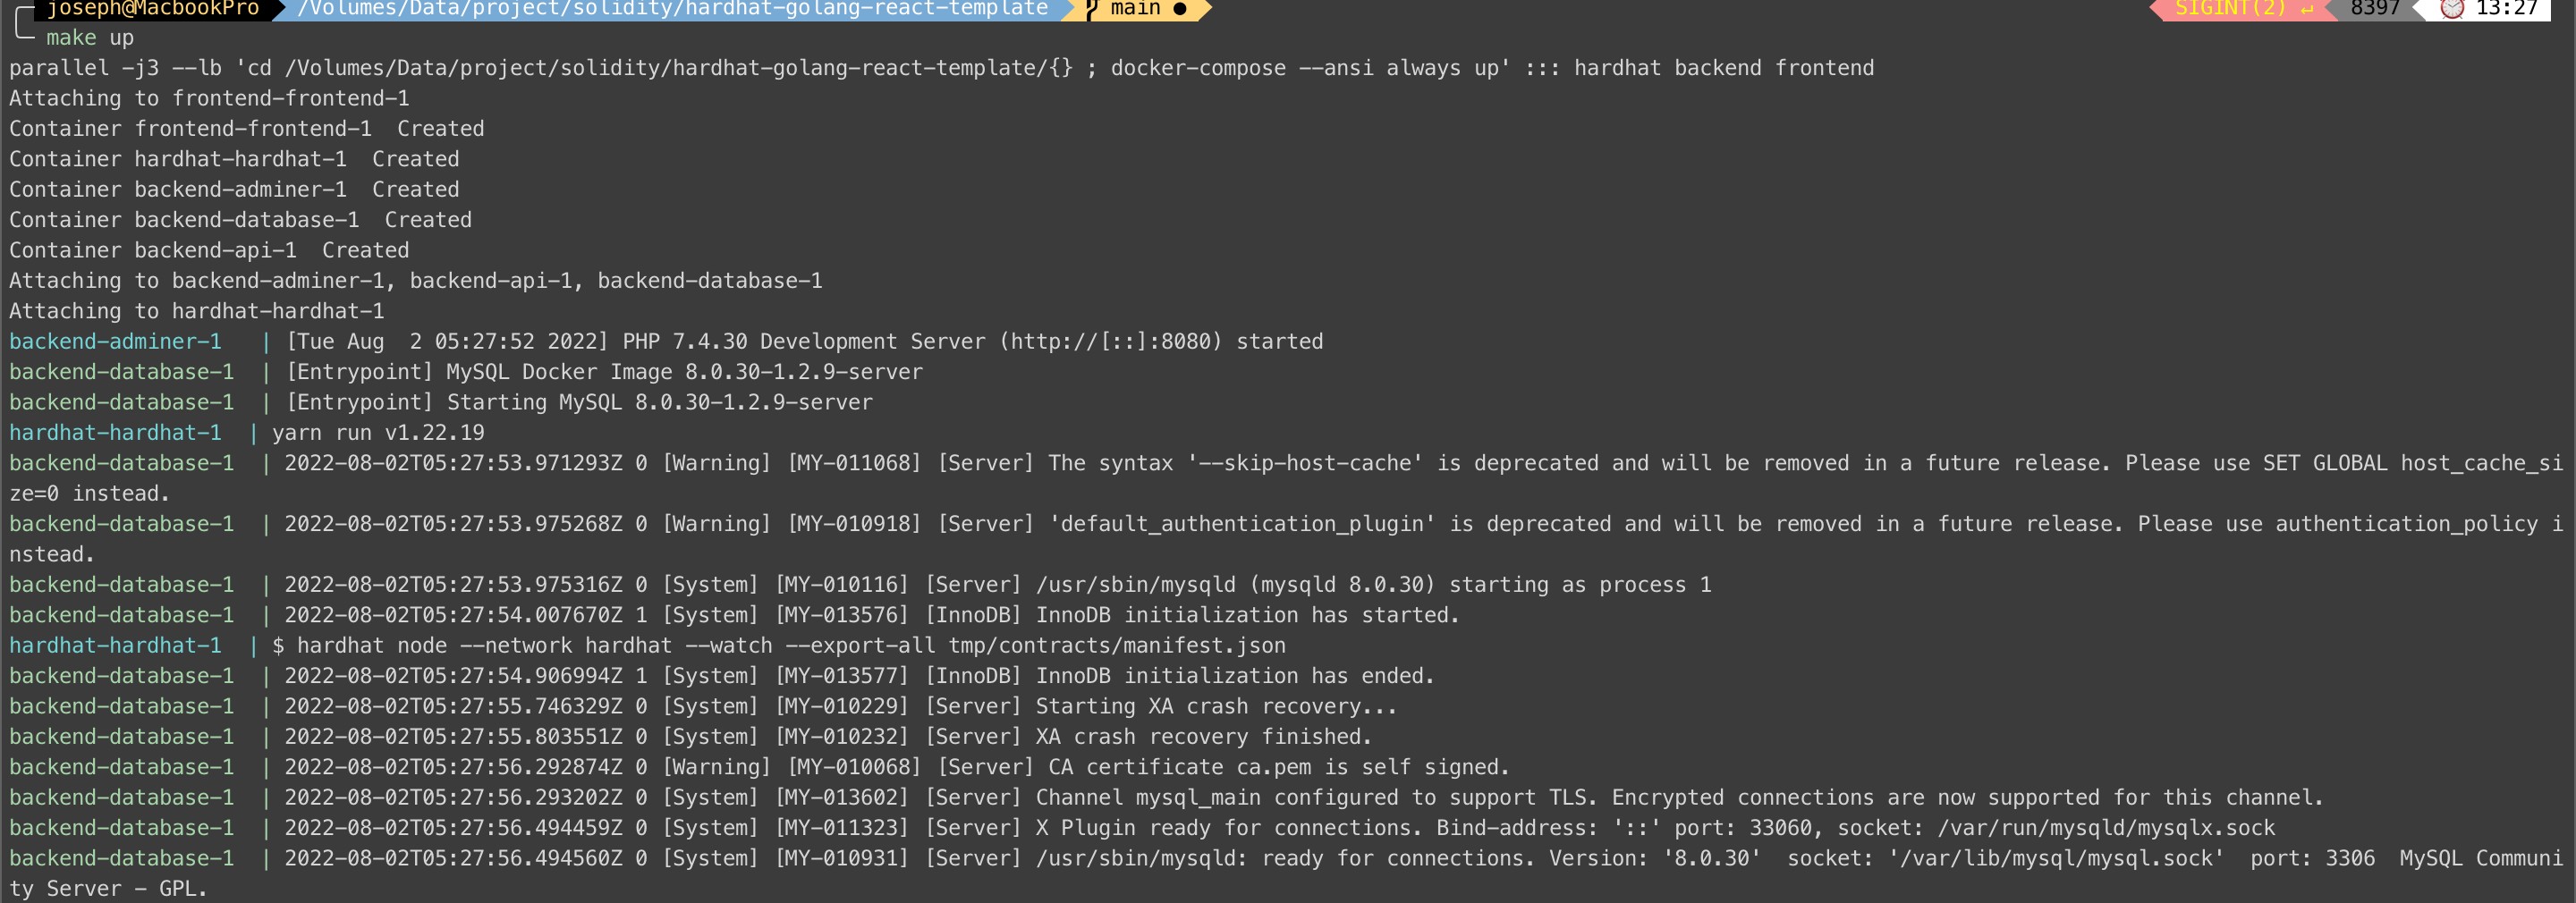 joseph@MacbookPro /Volumes/Data/project/solidity/hardhat-golang-react-template main ● SIGINT(2) ↵ 8397 ⏰ 13:27
make up
parallel -j3 --lb 'cd /Volumes/Data/project/solidity/hardhat-golang-react-template/{} ; docker-compose --ansi always up' ::: hardhat backend frontend
Attaching to frontend-frontend-1
Container frontend-frontend-1  Created
Container hardhat-hardhat-1  Created
Container backend-adminer-1  Created
Container backend-database-1  Created
Container backend-api-1  Created
Attaching to backend-adminer-1, backend-api-1, backend-database-1
Attaching to hardhat-hardhat-1
backend-adminer-1   | [Tue Aug  2 05:27:52 2022] PHP 7.4.30 Development Server (http://[::]:8080) started
backend-database-1  | [Entrypoint] MySQL Docker Image 8.0.30-1.2.9-server
backend-database-1  | [Entrypoint] Starting MySQL 8.0.30-1.2.9-server
hardhat-hardhat-1  | yarn run v1.22.19
backend-database-1  | 2022-08-02T05:27:53.971293Z 0 [Warning] [MY-011068] [Server] The syntax '--skip-host-cache' is deprecated and will be removed in a future release. Please use SET GLOBAL host_cache_si
ze=0 instead.
backend-database-1  | 2022-08-02T05:27:53.975268Z 0 [Warning] [MY-010918] [Server] 'default_authentication_plugin' is deprecated and will be removed in a future release. Please use authentication_policy i
nstead.
backend-database-1  | 2022-08-02T05:27:53.975316Z 0 [System] [MY-010116] [Server] /usr/sbin/mysqld (mysqld 8.0.30) starting as process 1
backend-database-1  | 2022-08-02T05:27:54.007670Z 1 [System] [MY-013576] [InnoDB] InnoDB initialization has started.
hardhat-hardhat-1  | $ hardhat node --network hardhat --watch --export-all tmp/contracts/manifest.json
backend-database-1  | 2022-08-02T05:27:54.906994Z 1 [System] [MY-013577] [InnoDB] InnoDB initialization has ended.
backend-database-1  | 2022-08-02T05:27:55.746329Z 0 [System] [MY-010229] [Server] Starting XA crash recovery...
backend-database-1  | 2022-08-02T05:27:55.803551Z 0 [System] [MY-010232] [Server] XA crash recovery finished.
backend-database-1  | 2022-08-02T05:27:56.292874Z 0 [Warning] [MY-010068] [Server] CA certificate ca.pem is self signed.
backend-database-1  | 2022-08-02T05:27:56.293202Z 0 [System] [MY-013602] [Server] Channel mysql_main configured to support TLS. Encrypted connections are now supported for this channel.
backend-database-1  | 2022-08-02T05:27:56.494459Z 0 [System] [MY-011323] [Server] X Plugin ready for connections. Bind-address: '::' port: 33060, socket: /var/run/mysqld/mysqlx.sock
backend-database-1  | 2022-08-02T05:27:56.494560Z 0 [System] [MY-010931] [Server] /usr/sbin/mysqld: ready for connections. Version: '8.0.30'  socket: '/var/lib/mysql/mysql.sock'  port: 3306  MySQL Communi
ty Server - GPL.